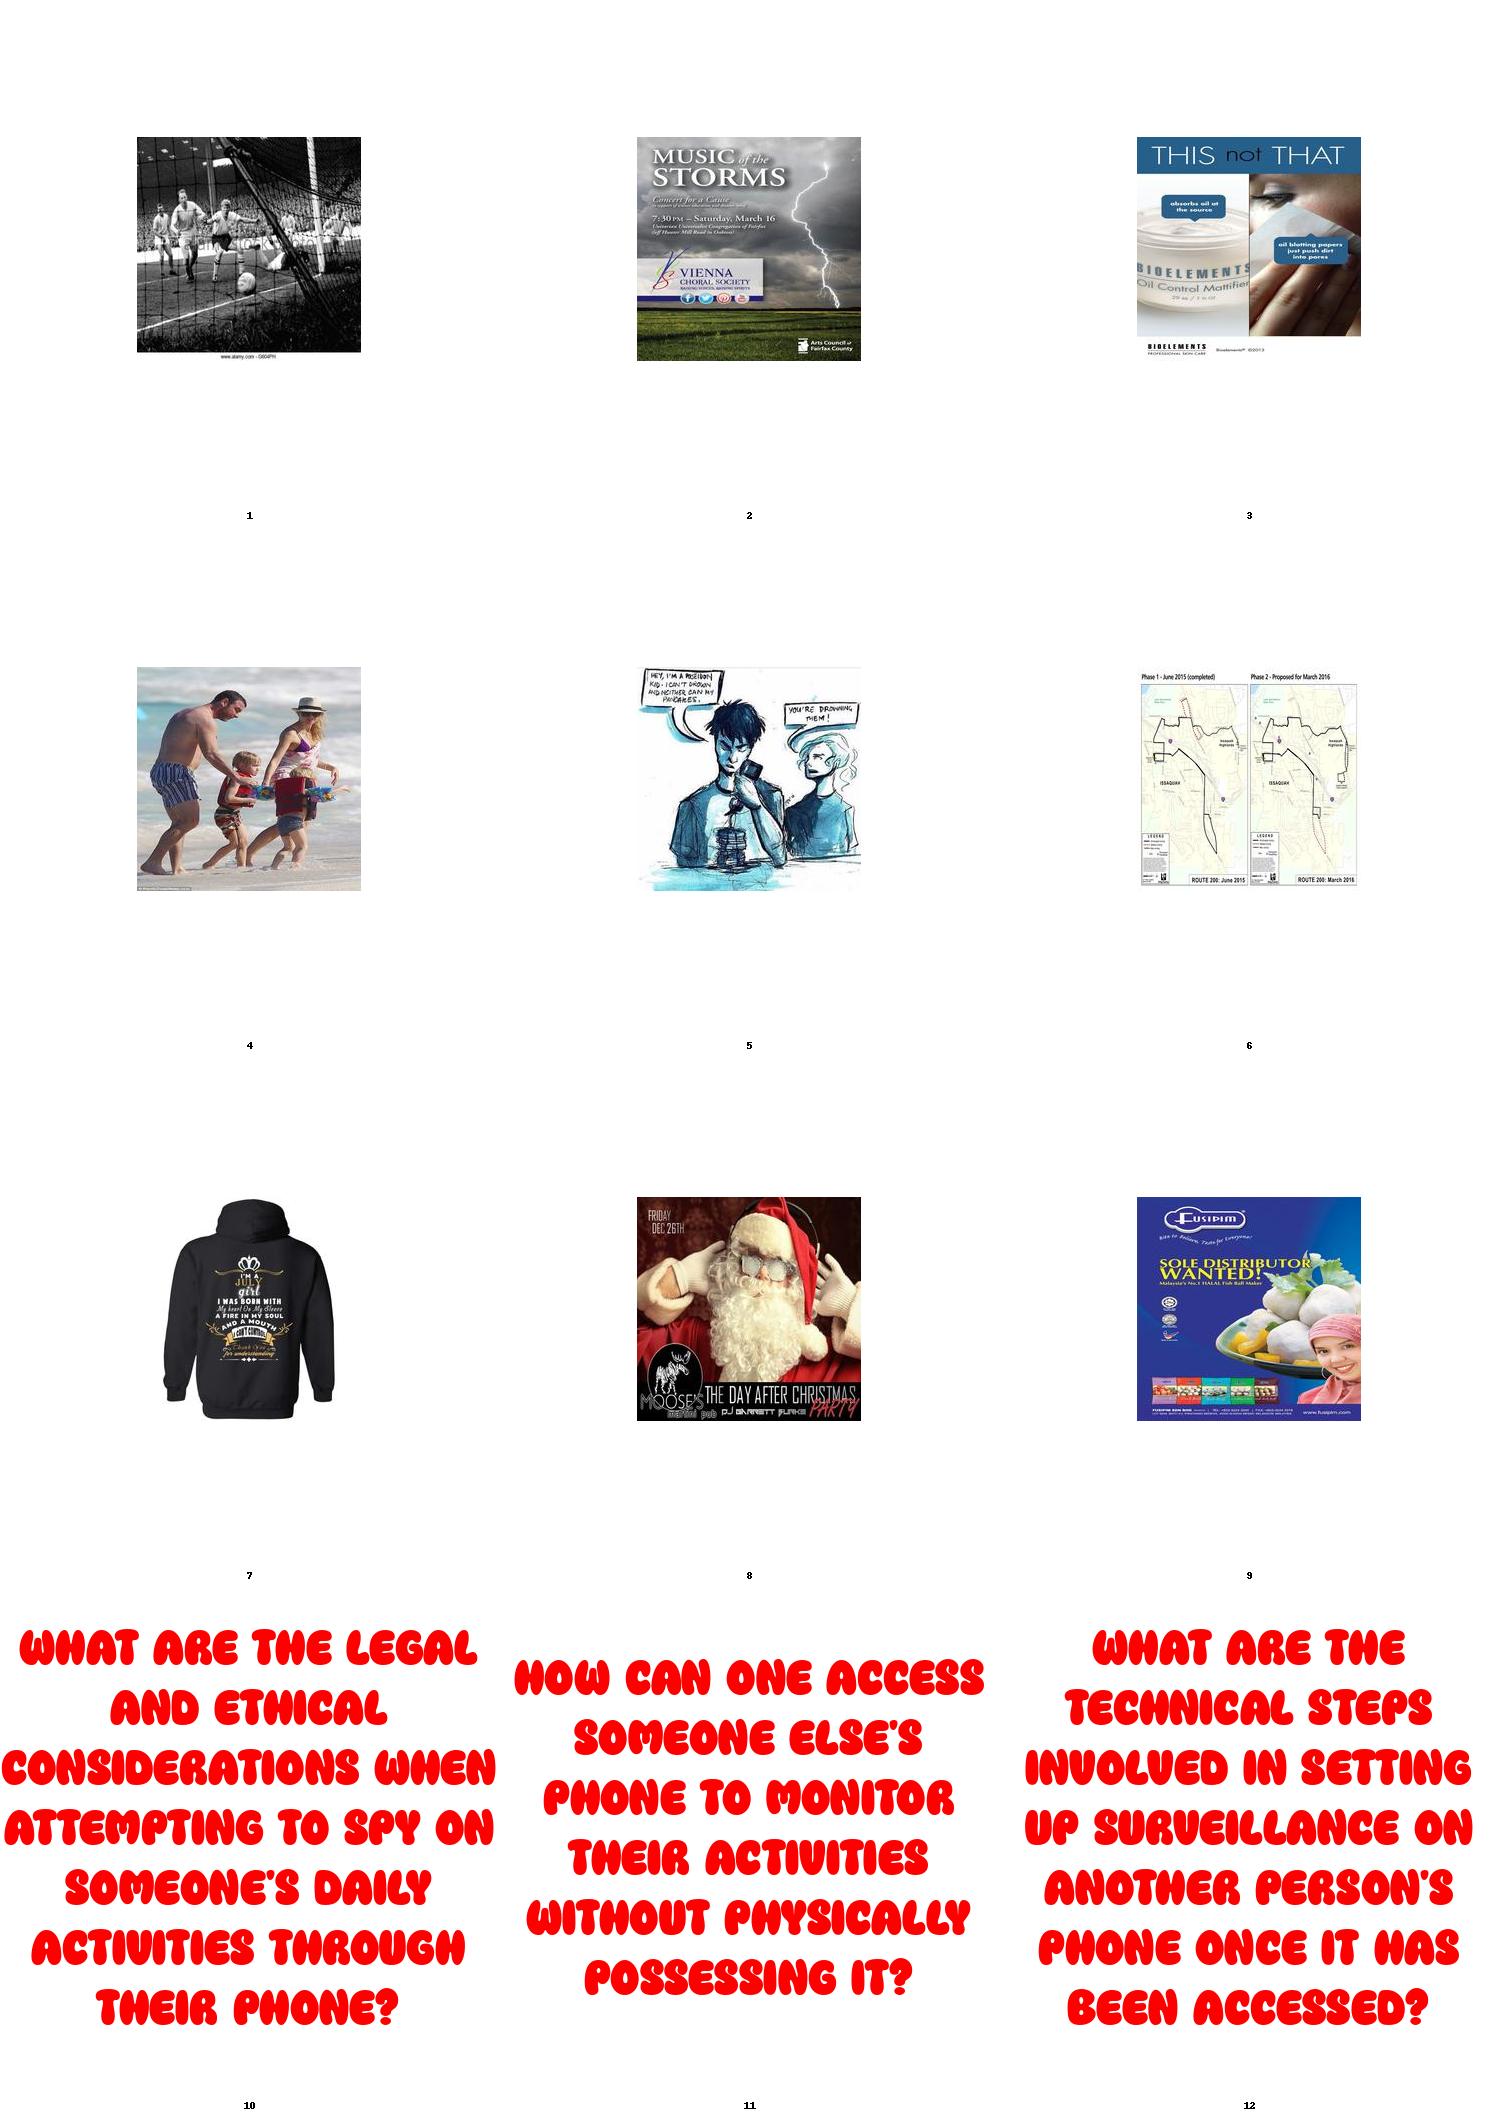 www.alamy.com - G604PH
MUSIC of the
STORMS
Concert for a Cause
7:30 PM – Saturday, March 16
Unitarian Universalist Congregation of Fairfax
(off Hunter Mill Road in Oakton)
VIENNA
CHORAL SOCIETY
RAISING VOICES, RAISING SPIRITS
Arts Council of
Fairfax County
THIS not THAT
absorbs oil at
the source
oil blotting papers
just push dirt
into pores
BIOELEMENTS
Oil Control Mattifier
BIOELEMENTS
PROFESSIONAL SKIN CARE
Bioelements® ©2013
1
2
3
HEY, I'M A POSEIDON
KID. I CAN'T DROWN
AND NEITHER CAN MY
PANCAKES.
YOU'RE DROWNING
THEM!
Phase 1 - June 2015 (completed)
Phase 2 - Proposed for March 2016
Issaquah
Highlands
Issaquah
Highlands
ISSAQUAH
ISSAQUAH
LEGEND
LEGEND
ROUTE 200: June 2015
ROUTE 200: March 2016
4
5
6
I'M A
JULY
girl
I WAS BORN WITH
My heart On My Sleeve
A FIRE IN MY SOUL
AND A MOUTH
I CAN'T CONTROL
Thank You
for understanding
FRIDAY
DEC 26TH
MOOSE'S
martini pub
THE DAY AFTER CHRISTMAS
PARTY
DJ GARRETT BURKE
FUSIPIM
Bite to Believe, Taste for Everyone!
SOLE DISTRIBUTOR
WANTED!
Malaysia's No.1 HALAL Fish Ball Maker
FUSIPIM SDN BHD
www.fusipim.com
7
8
9
WHAT ARE THE LEGAL
AND ETHICAL
CONSIDERATIONS WHEN
ATTEMPTING TO SPY ON
SOMEONE'S DAILY
ACTIVITIES THROUGH
THEIR PHONE?
HOW CAN ONE ACCESS
SOMEONE ELSE'S
PHONE TO MONITOR
THEIR ACTIVITIES
WITHOUT PHYSICALLY
POSSESSING IT?
WHAT ARE THE
TECHNICAL STEPS
INVOLVED IN SETTING
UP SURVEILLANCE ON
ANOTHER PERSON'S
PHONE ONCE IT HAS
BEEN ACCESSED?
10
11
12